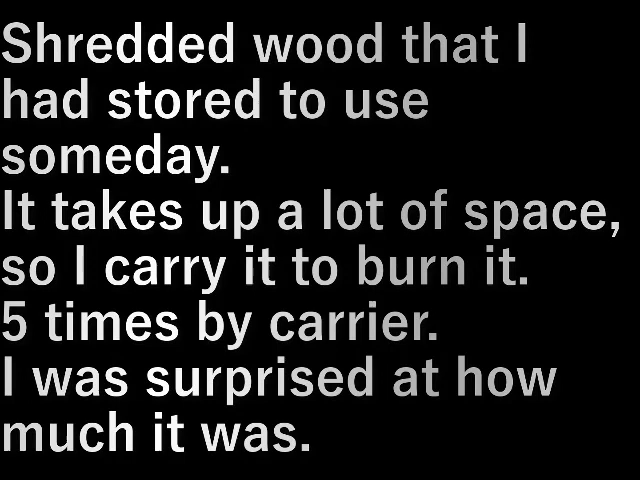 Shredded wood that I
had stored to use
someday.
It takes up a lot of space,
so I carry it to burn it.
5 times by carrier.
I was surprised at how
much it was.